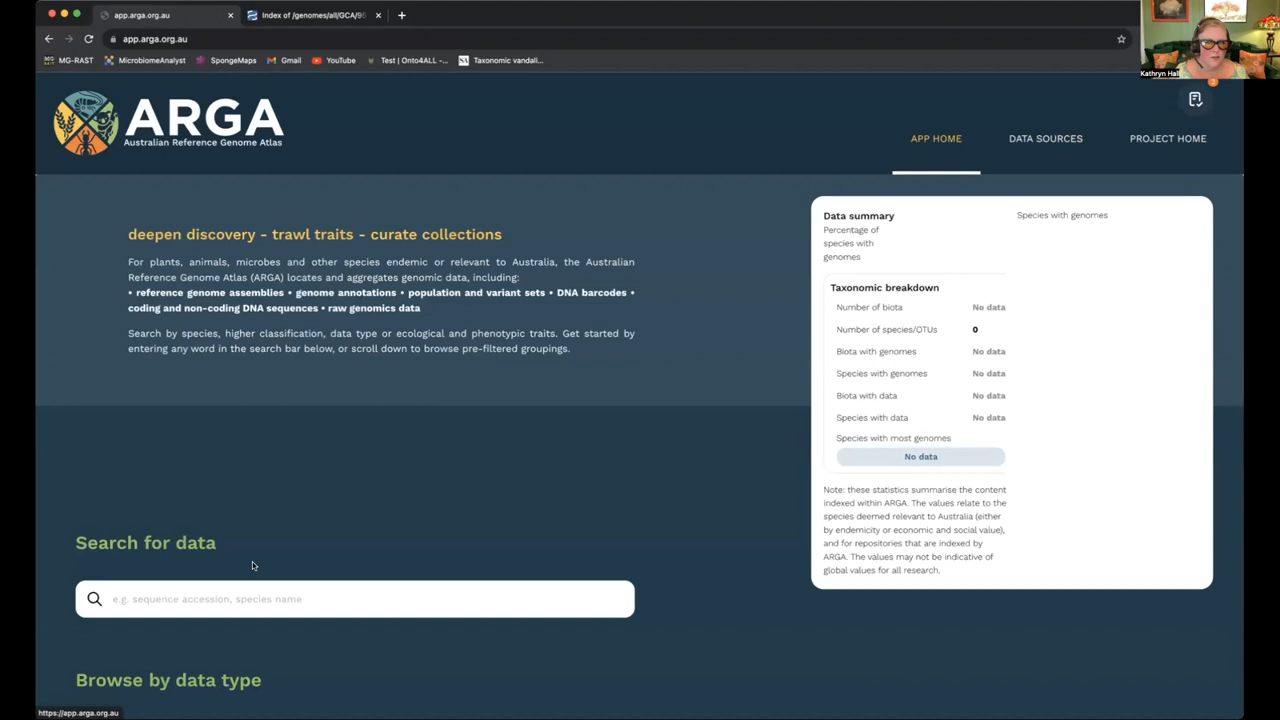 app.arga.org.au
Index of /genomes/all/GCA/95
app.arga.org.au
MG-RAST
MicrobiomeAnalyst
SpongeMaps
Gmail
YouTube
Test | Onto4ALL -...
Taxonomic vandali...
Kathryn Hall
3
ARGA
Australian Reference Genome Atlas
APP HOME
DATA SOURCES
PROJECT HOME
deepen discovery - trawl traits - curate collections
For plants, animals, microbes and other species endemic or relevant to Australia, the Australian
Reference Genome Atlas (ARGA) locates and aggregates genomic data, including:
• reference genome assemblies • genome annotations • population and variant sets • DNA barcodes •
coding and non-coding DNA sequences • raw genomics data
Search by species, higher classification, data type or ecological and phenotypic traits. Get started by
entering any word in the search bar below, or scroll down to browse pre-filtered groupings.
Data summary
Percentage of
species with
genomes
Species with genomes
Taxonomic breakdown
Number of biota No data
Number of species/OTUs 0
Biota with genomes No data
Species with genomes No data
Biota with data No data
Species with data No data
Species with most genomes
No data
Note: these statistics summarise the content
indexed within ARGA. The values relate to the
species deemed relevant to Australia (either
by endemicity or economic and social value),
and for repositories that are indexed by
ARGA. The values may not be indicative of
global values for all research.
Search for data
e.g. sequence accession, species name
Browse by data type
https://app.arga.org.au